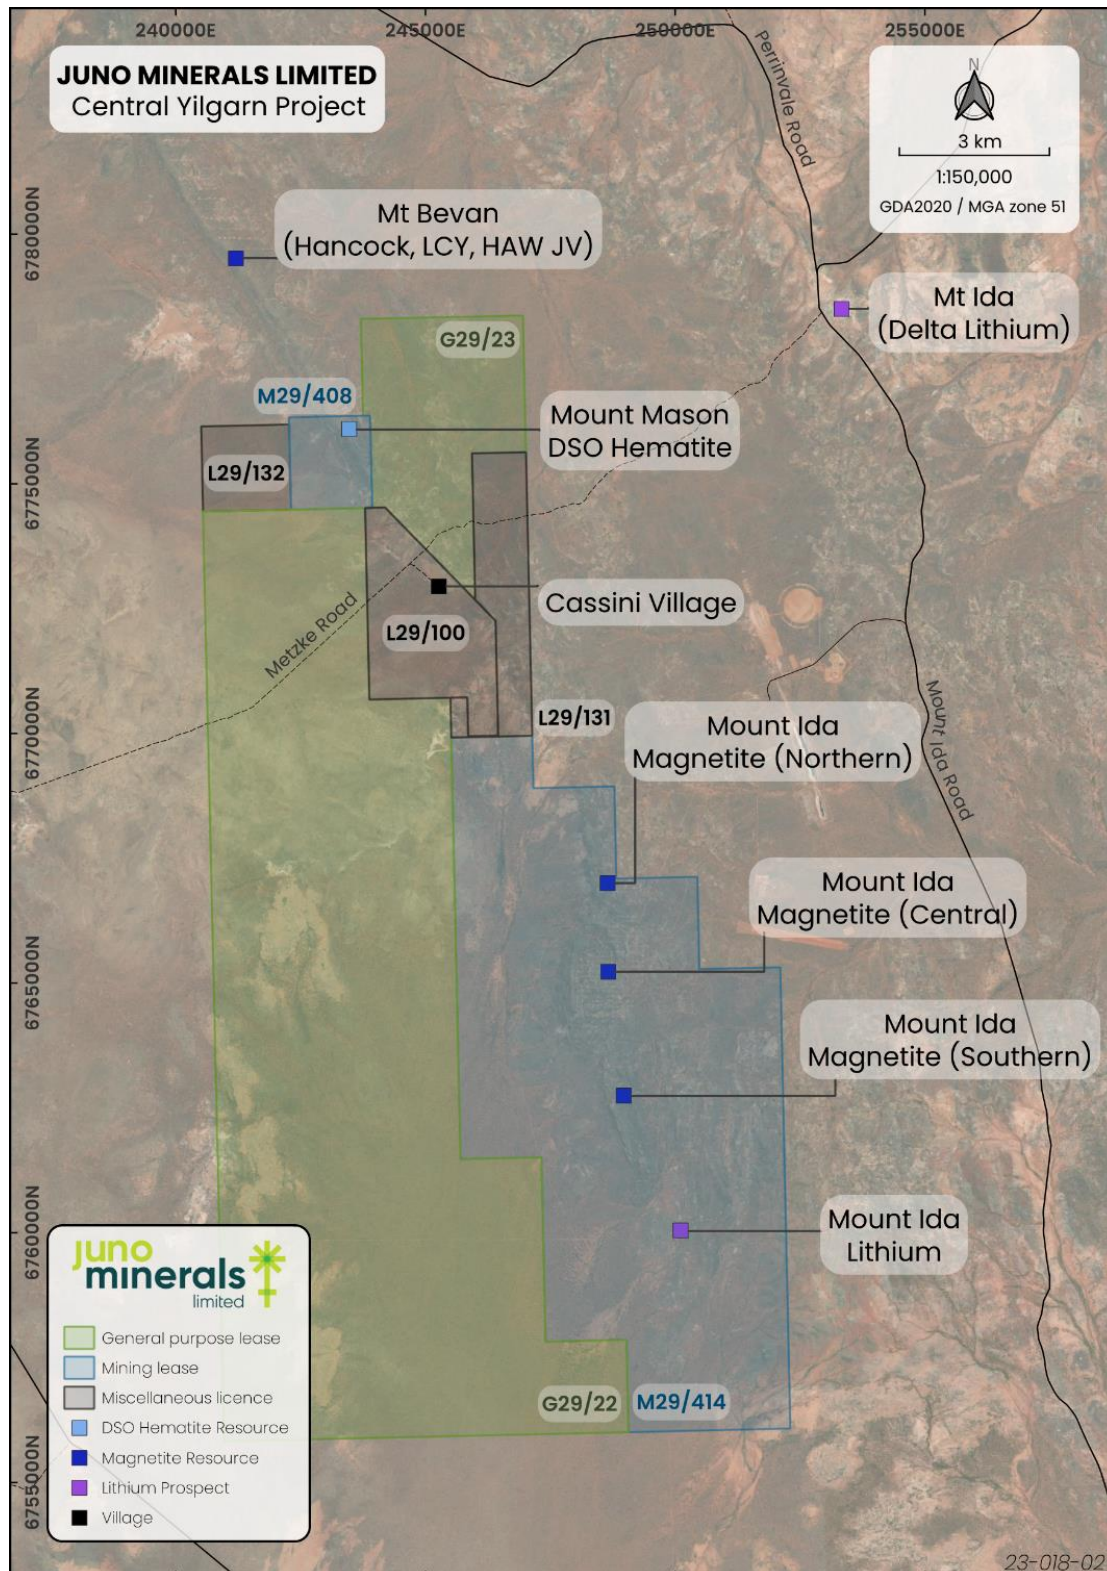 240000E
245000E
250000E
255000E
JUNO MINERALS LIMITED
Central Yilgarn Project
N
3 km
1:150,000
GDA2020 / MGA zone 51
Perrinvale Road
6780000N
Mt Bevan
(Hancock, LCY, HAW JV)
Mt Ida
(Delta Lithium)
G29/23
M29/408
Mount Mason
DSO Hematite
L29/132
6775000N
Cassini Village
L29/100
Metzke Road
L29/131
Mount Ida Road
6770000N
Mount Ida
Magnetite (Northern)
Mount Ida
Magnetite (Central)
6765000N
Mount Ida
Magnetite (Southern)
Mount Ida
Lithium
6760000N
juno
minerals
limited
General purpose lease
Mining lease
Miscellaneous licence
DSO Hematite Resource
Magnetite Resource
Lithium Prospect
Village
G29/22
M29/414
6755000N
23-018-02